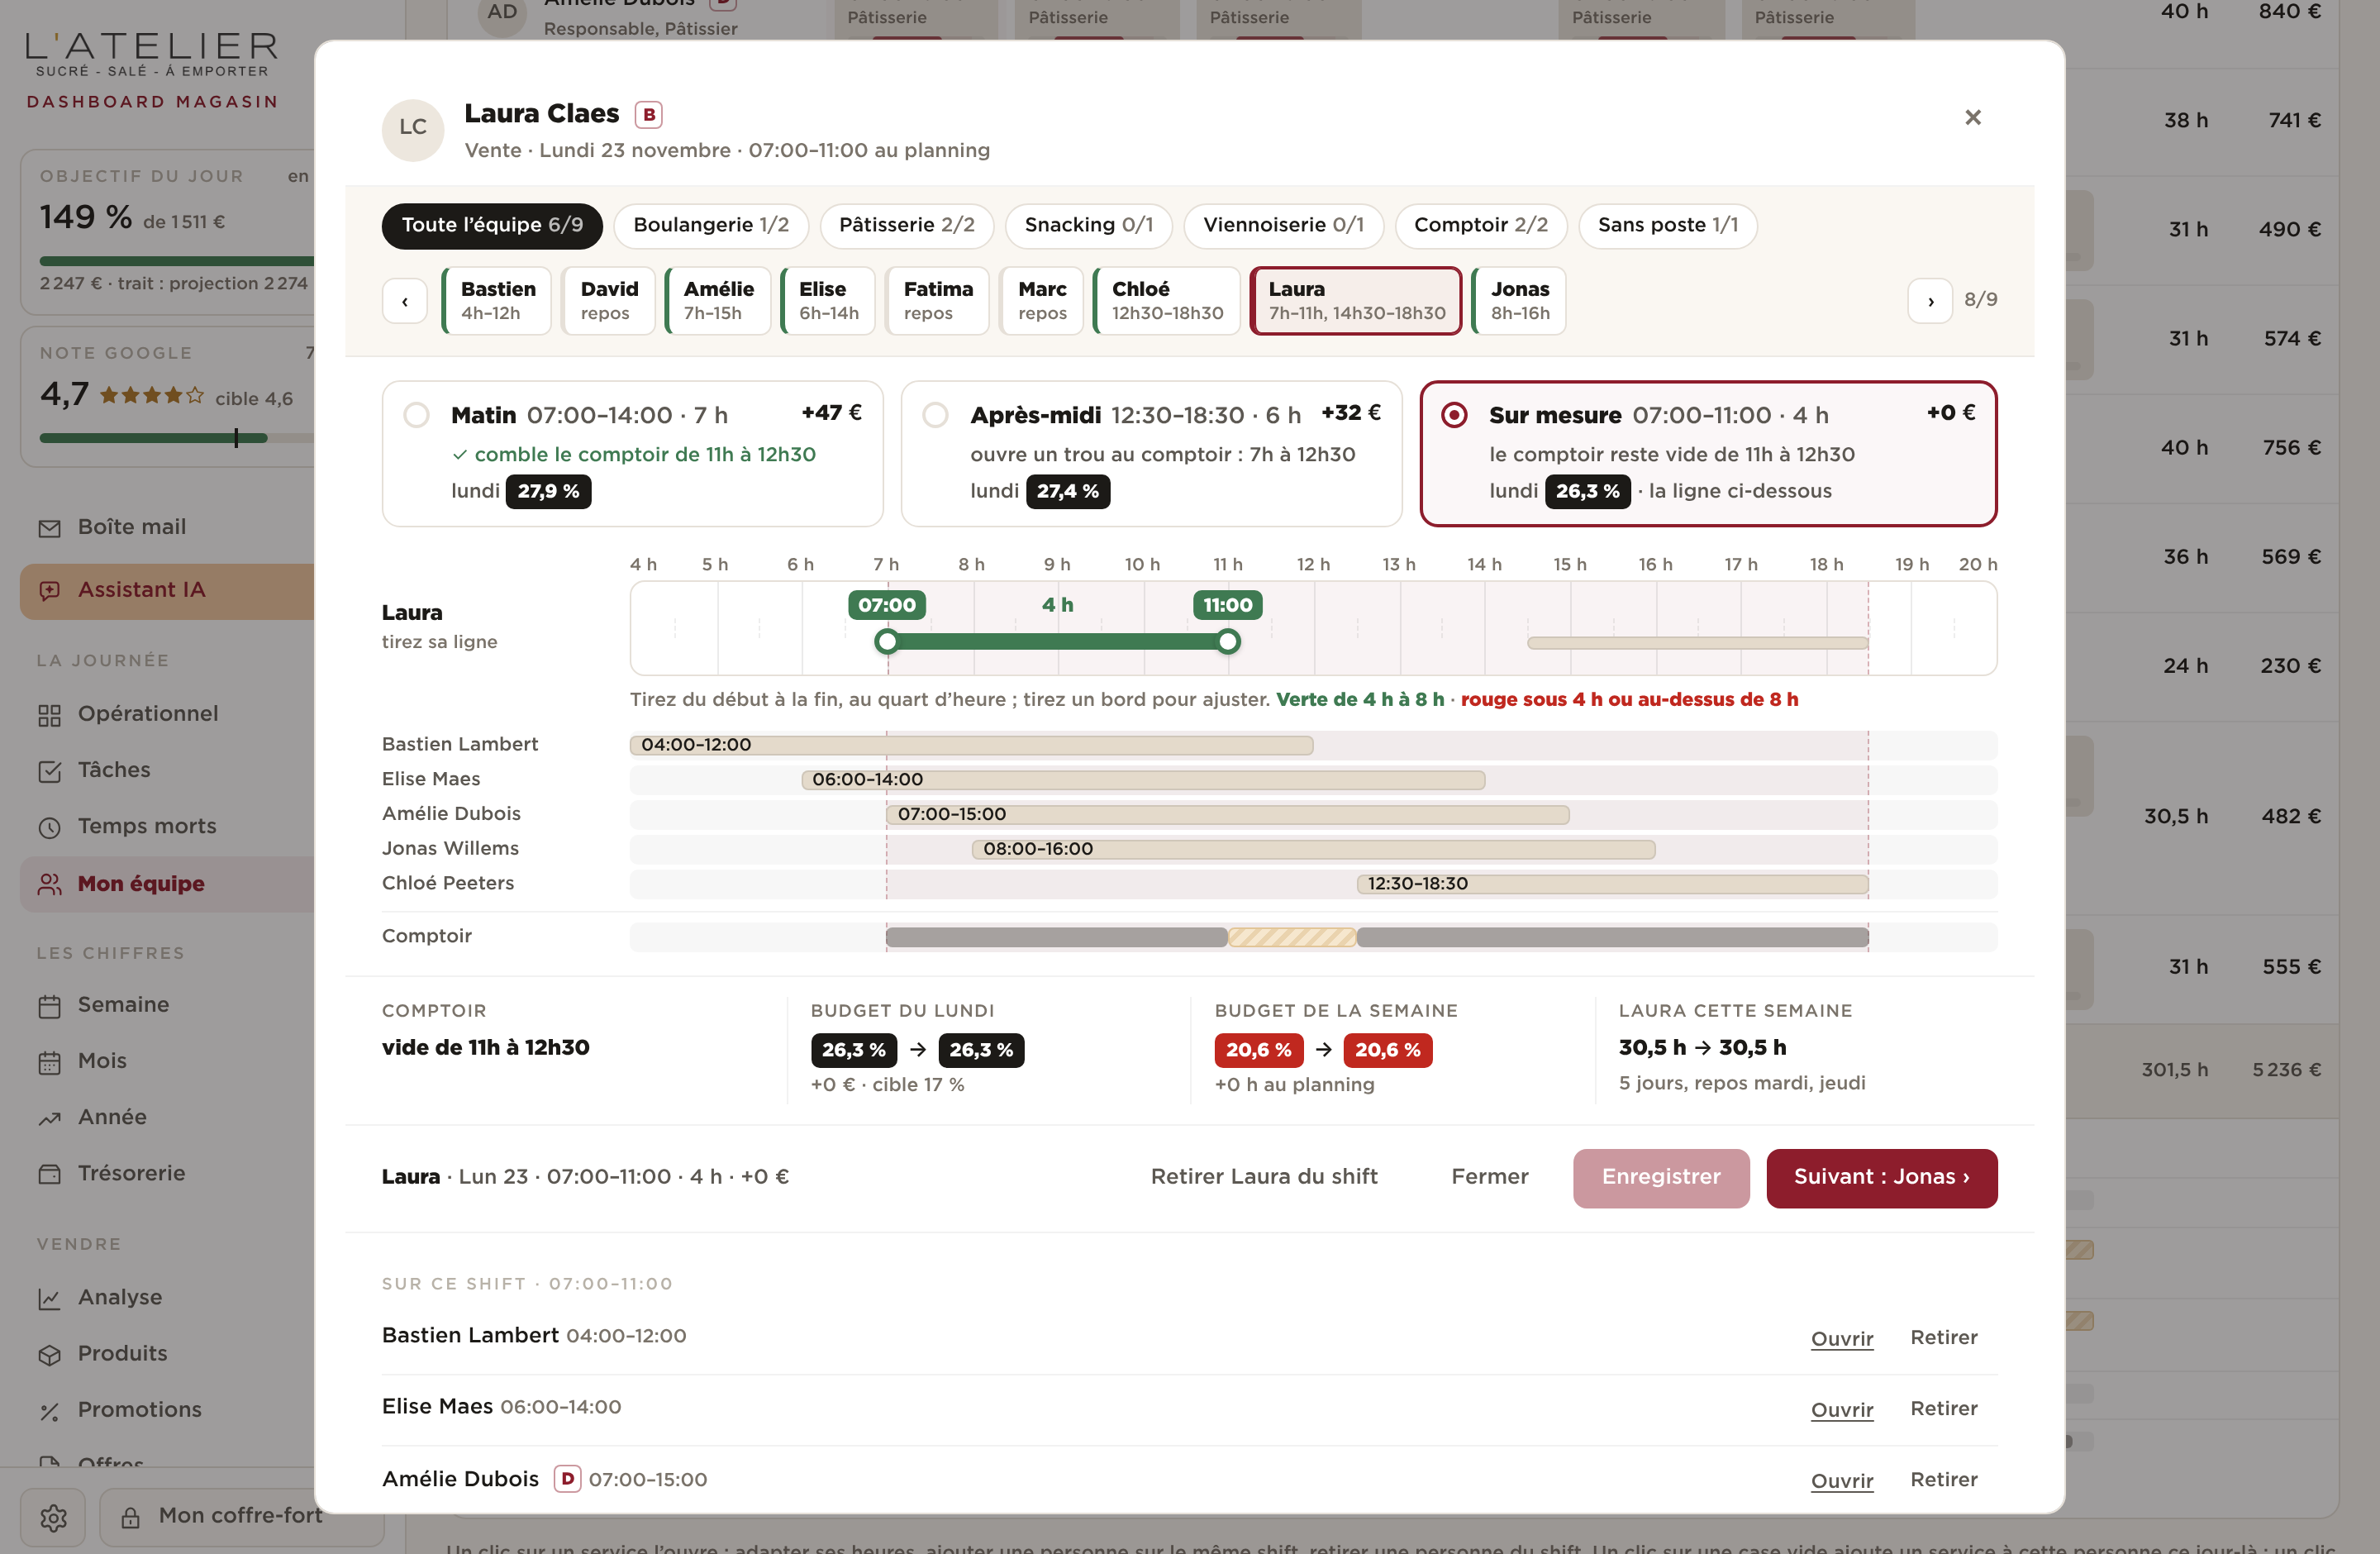 AD
Responsable, Pâtissier
Pâtisserie
Pâtisserie
Pâtisserie
Pâtisserie
Pâtisserie
40 h 840 €
L'ATELIER
SUCRÉ - SALÉ - Á EMPORTER
DASHBOARD MAGASIN
OBJECTIF DU JOUR en
149 % de 1 511 €
2 247 € · trait : projection 2 274
NOTE GOOGLE 7
4,7 ★★★★☆ cible 4,6
Boîte mail
Assistant IA
LA JOURNÉE
Opérationnel
Tâches
Temps morts
Mon équipe
LES CHIFFRES
Semaine
Mois
Année
Trésorerie
VENDRE
Analyse
Produits
Promotions
Offres
Mon coffre-fort
LC
Laura Claes B
Vente · Lundi 23 novembre · 07:00–11:00 au planning
×
Toute l’équipe 6/9
Boulangerie 1/2
Pâtisserie 2/2
Snacking 0/1
Viennoiserie 0/1
Comptoir 2/2
Sans poste 1/1
‹
Bastien
4h–12h
David
repos
Amélie
7h–15h
Elise
6h–14h
Fatima
repos
Marc
repos
Chloé
12h30–18h30
Laura
7h–11h, 14h30–18h30
Jonas
8h–16h
› 8/9
Matin 07:00–14:00 · 7 h +47 €
✓ comble le comptoir de 11h à 12h30
lundi 27,9 %
Après-midi 12:30–18:30 · 6 h +32 €
ouvre un trou au comptoir : 7h à 12h30
lundi 27,4 %
Sur mesure 07:00–11:00 · 4 h +0 €
le comptoir reste vide de 11h à 12h30
lundi 26,3 % · la ligne ci-dessous
4 h 5 h 6 h 7 h 8 h 9 h 10 h 11 h 12 h 13 h 14 h 15 h 16 h 17 h 18 h 19 h 20 h
Laura
tirez sa ligne
07:00 4 h 11:00
Tirez du début à la fin, au quart d’heure ; tirez un bord pour ajuster. Verte de 4 h à 8 h · rouge sous 4 h ou au-dessus de 8 h
Bastien Lambert 04:00–12:00
Elise Maes 06:00–14:00
Amélie Dubois 07:00–15:00
Jonas Willems 08:00–16:00
Chloé Peeters 12:30–18:30
Comptoir
COMPTOIR
vide de 11h à 12h30
BUDGET DU LUNDI
26,3 % → 26,3 %
+0 € · cible 17 %
BUDGET DE LA SEMAINE
20,6 % → 20,6 %
+0 h au planning
LAURA CETTE SEMAINE
30,5 h → 30,5 h
5 jours, repos mardi, jeudi
Laura · Lun 23 · 07:00–11:00 · 4 h · +0 €
Retirer Laura du shift
Fermer
Enregistrer
Suivant : Jonas ›
SUR CE SHIFT · 07:00–11:00
Bastien Lambert 04:00–12:00 Ouvrir Retirer
Elise Maes 06:00–14:00 Ouvrir Retirer
Amélie Dubois D 07:00–15:00 Ouvrir Retirer
38 h 741 €
31 h 490 €
31 h 574 €
40 h 756 €
36 h 569 €
24 h 230 €
30,5 h 482 €
31 h 555 €
301,5 h 5 236 €